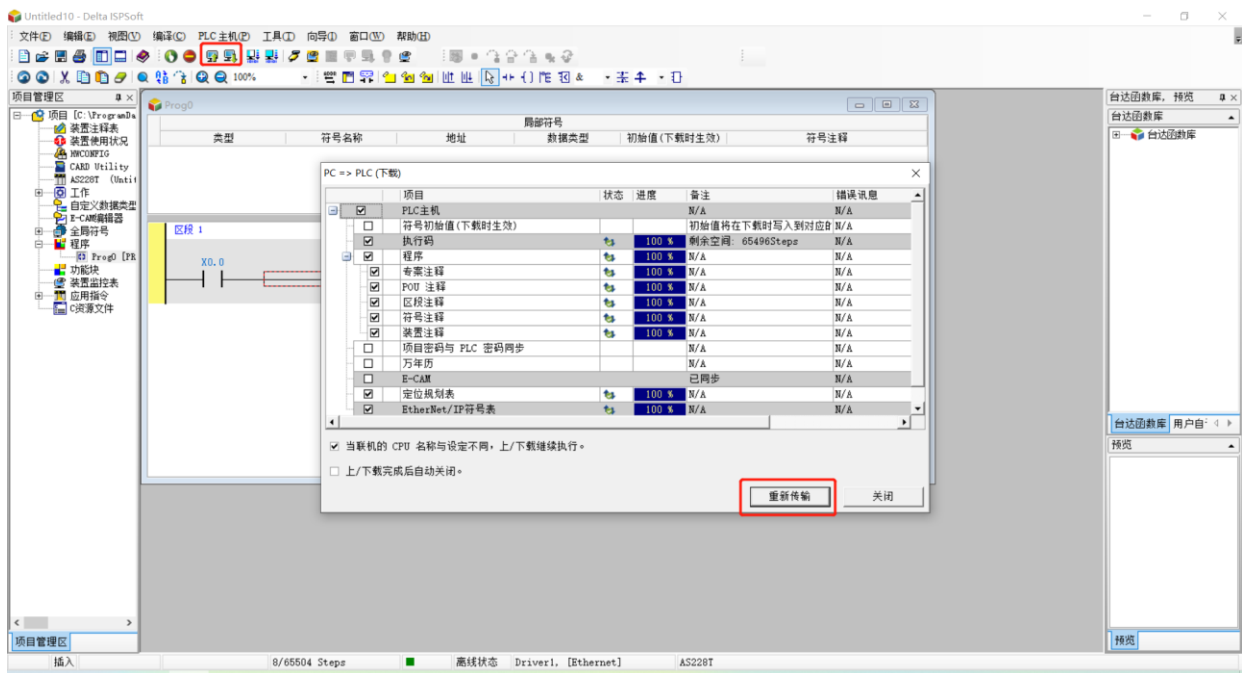 Untitled10 - Delta ISPSoft
文件(F) 编辑(E) 视图(V) 编译(C) PLC主机(P) 工具(T) 向导(I) 窗口(W) 帮助(H)
100%
项目管理区
项目 [C:\ProgramDa
装置注释表
装置使用状况
HWCONFIG
CARD Utility
AS228T (Untit
工作
自定义数据类型
E-CAM编辑器
全局符号
程序
Prog0 [PR
功能块
装置监控表
应用指令
C资源文件
项目管理区
Prog0
局部符号
类型 符号名称 地址 数据类型 初始值(下载时生效) 符号注释
区段 1
X0.0
PC => PLC (下载)
项目 状态 进度 备注 错误讯息
PLC主机 N/A N/A
符号初始值(下载时生效) 初始值将在下载时写入到对应的 N/A
执行码 100 % 剩余空间: 65496Steps N/A
程序 100 % N/A N/A
专案注释 100 % N/A N/A
POU 注释 100 % N/A N/A
区段注释 100 % N/A N/A
符号注释 100 % N/A N/A
装置注释 100 % N/A N/A
项目密码与 PLC 密码同步 N/A N/A
万年历 N/A N/A
E-CAM 已同步 N/A
定位规划表 100 % N/A N/A
EtherNet/IP符号表 100 % N/A N/A
当联机的 CPU 名称与设定不同,上/下载继续执行。
上/下载完成后自动关闭。
重新传输 关闭
台达函数库, 预览
台达函数库
台达函数库
台达函数库 用户自
预览
预览
插入 8/65504 Steps 离线状态 Driver1, [Ethernet] AS228T